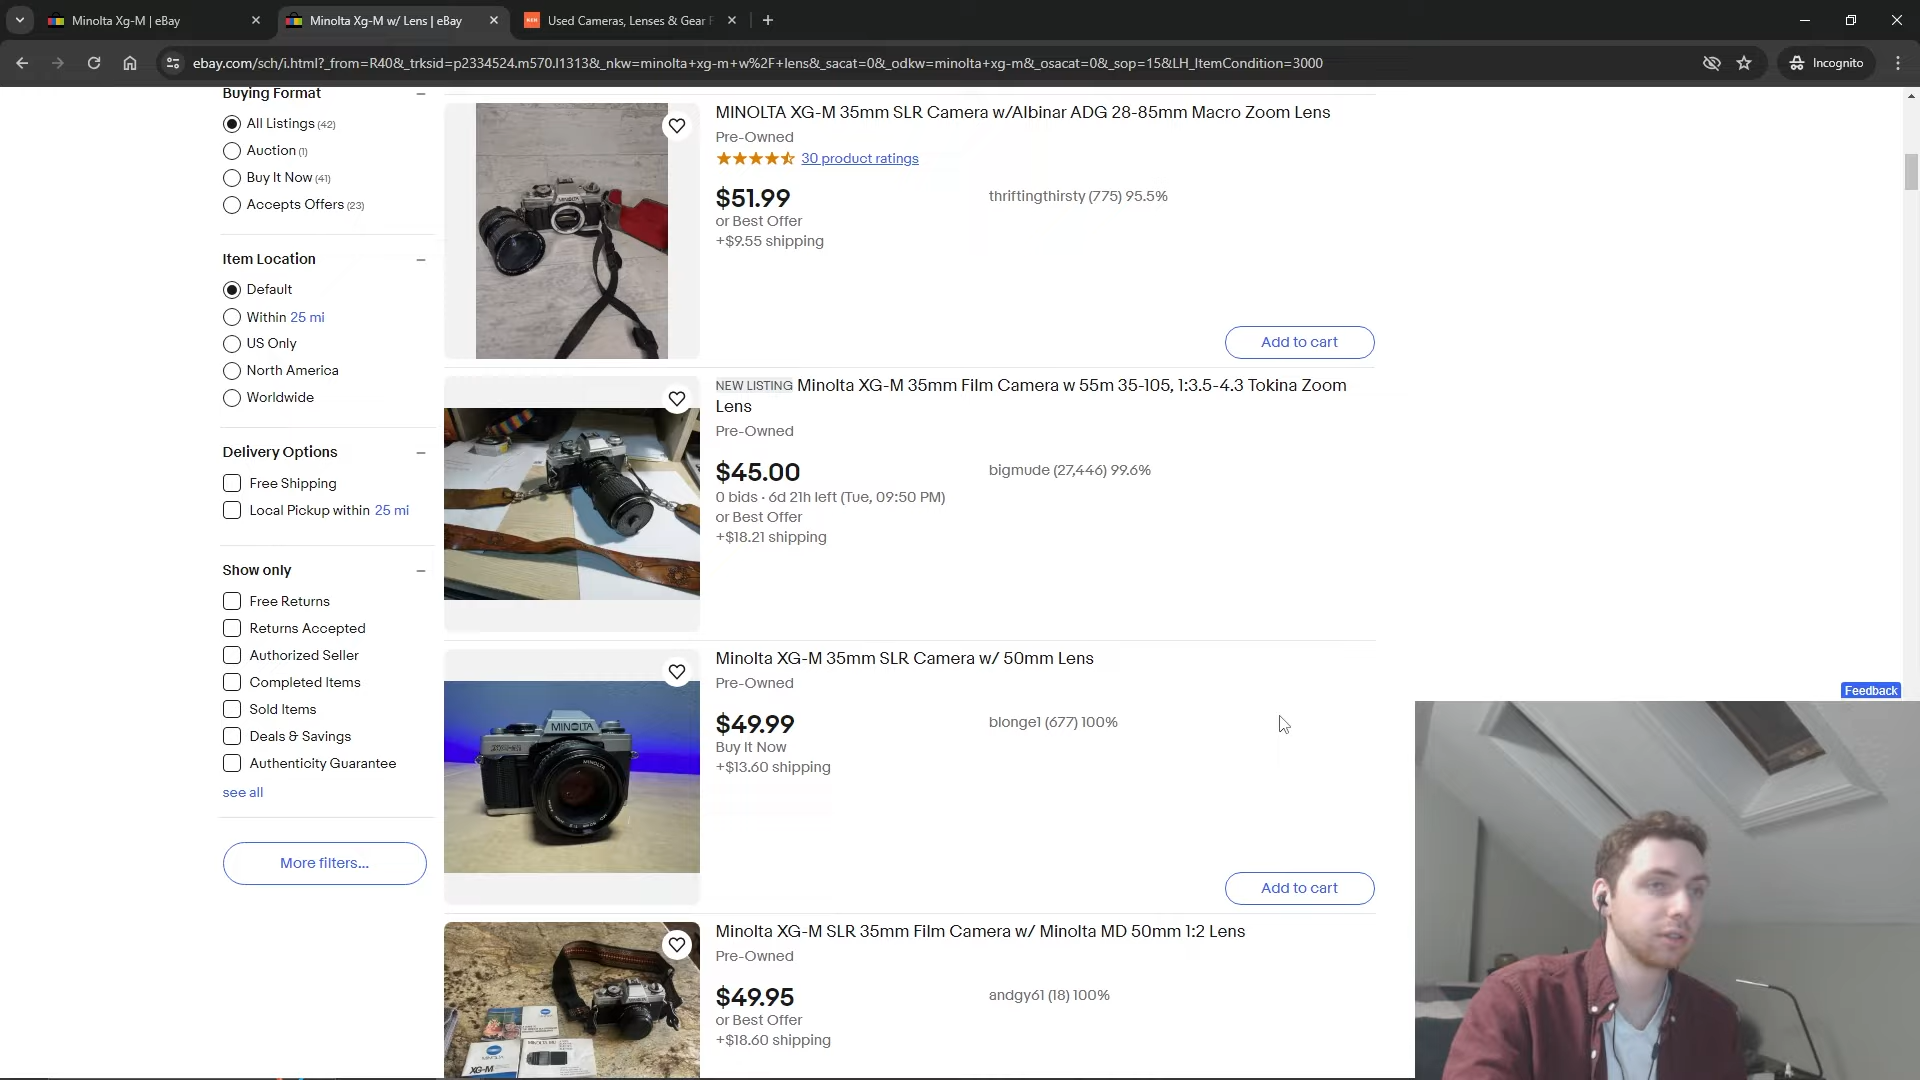 Minolta Xg-M | eBay
Minolta Xg-M w/ Lens | eBay
Used Cameras, Lenses & Gear F
ebay.com/sch/i.html?_from=R40&_trksid=p2334524.m570.l1313&_nkw=minolta+xg-m+w%2F+lens&_sacat=0&_odkw=minolta+xg-m&_osacat=0&_sop=15&LH_ItemCondition=3000
Incognito
Buying Format
All Listings (42)
Auction (1)
Buy It Now (41)
Accepts Offers (23)
Item Location
Default
Within 25 mi
US Only
North America
Worldwide
Delivery Options
Free Shipping
Local Pickup within 25 mi
Show only
Free Returns
Returns Accepted
Authorized Seller
Completed Items
Sold Items
Deals & Savings
Authenticity Guarantee
see all
More filters...
MINOLTA XG-M 35mm SLR Camera w/Albinar ADG 28-85mm Macro Zoom Lens
Pre-Owned
30 product ratings
$51.99
thriftingthirsty (775) 95.5%
or Best Offer
+$9.55 shipping
Add to cart
NEW LISTING Minolta XG-M 35mm Film Camera w 55m 35-105, 1:3.5-4.3 Tokina Zoom
Lens
Pre-Owned
$45.00
bigmude (27,446) 99.6%
0 bids · 6d 21h left (Tue, 09:50 PM)
or Best Offer
+$18.21 shipping
Minolta XG-M 35mm SLR Camera w/ 50mm Lens
Pre-Owned
$49.99
blonge1 (677) 100%
Buy It Now
+$13.60 shipping
Add to cart
MINOLTA
Minolta XG-M SLR 35mm Film Camera w/ Minolta MD 50mm 1:2 Lens
Pre-Owned
$49.95
andgy61 (18) 100%
or Best Offer
+$18.60 shipping
XG-M
Feedback